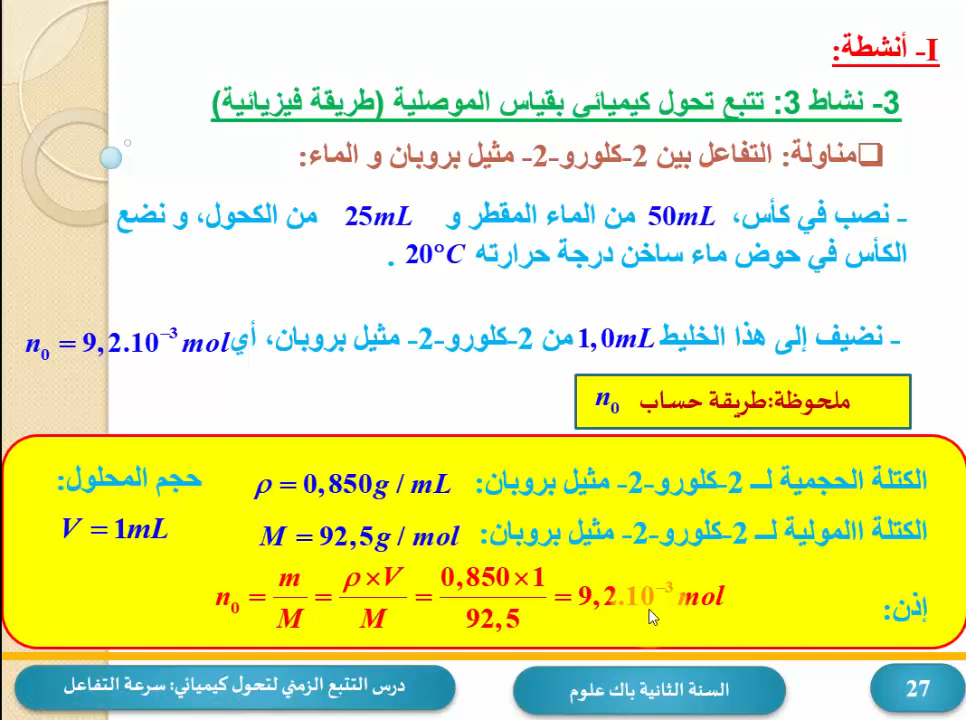 I- أنشطة:
3- نشاط 3: تتبع تحول كيميائي بقياس الموصلية (طريقة فيزيائية)
❑مناولة: التفاعل بين 2-كلورو-2- مثيل بروبان و الماء:
- نصب في كأس، 50mL من الماء المقطر و 25mL من الكحول، و نضع
الكأس في حوض ماء ساخن درجة حرارته 20°C .
- نضيف إلى هذا الخليط 1,0mL من 2-كلورو-2- مثيل بروبان، أي n₀ = 9,2.10⁻³ mol
ملحوظة:طريقة حساب n₀
الكتلة الحجمية لــ 2-كلورو-2- مثيل بروبان: ρ = 0,850g / mL حجم المحلول:
الكتلة االمولية لــ 2-كلورو-2- مثيل بروبان: M = 92,5g / mol V = 1mL
إذن: n₀ = m/M = ρ×V/M = 0,850×1/92,5 = 9,2.10⁻³ mol
27 السنة الثانية باك علوم درس التتبع الزمني لتحول كيميائي: سرعة التفاعل